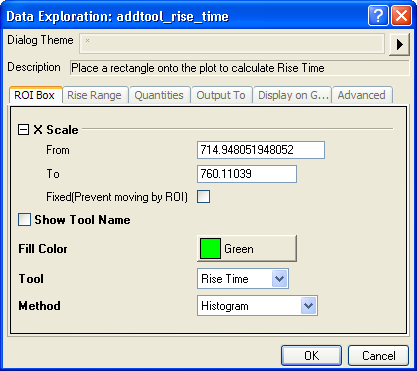 Data Exploration: addtool_rise_time
Dialog Theme *
Description Place a rectangle onto the plot to calculate Rise Time
ROI Box Rise Range Quantities Output To Display on G... Advanced
X Scale
From 714.948051948052
To 760.11039
Fixed(Prevent moving by ROI)
Show Tool Name
Fill Color Green
Tool Rise Time
Method Histogram
OK Cancel